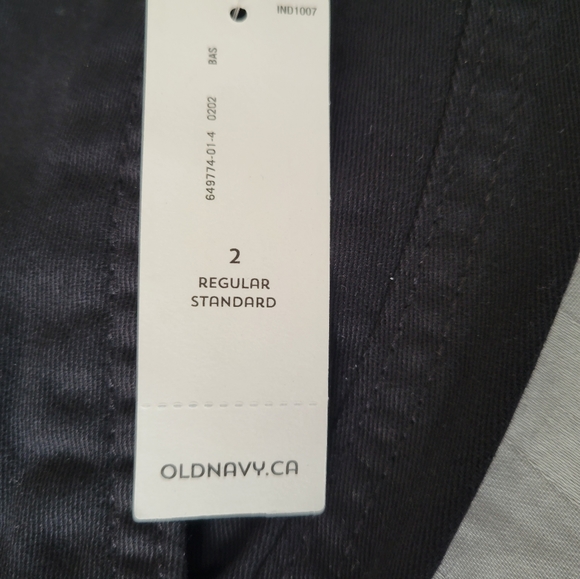 IND1007
649774-01-4 0202 BAS
2
REGULAR
STANDARD
OLDNAVY.CA